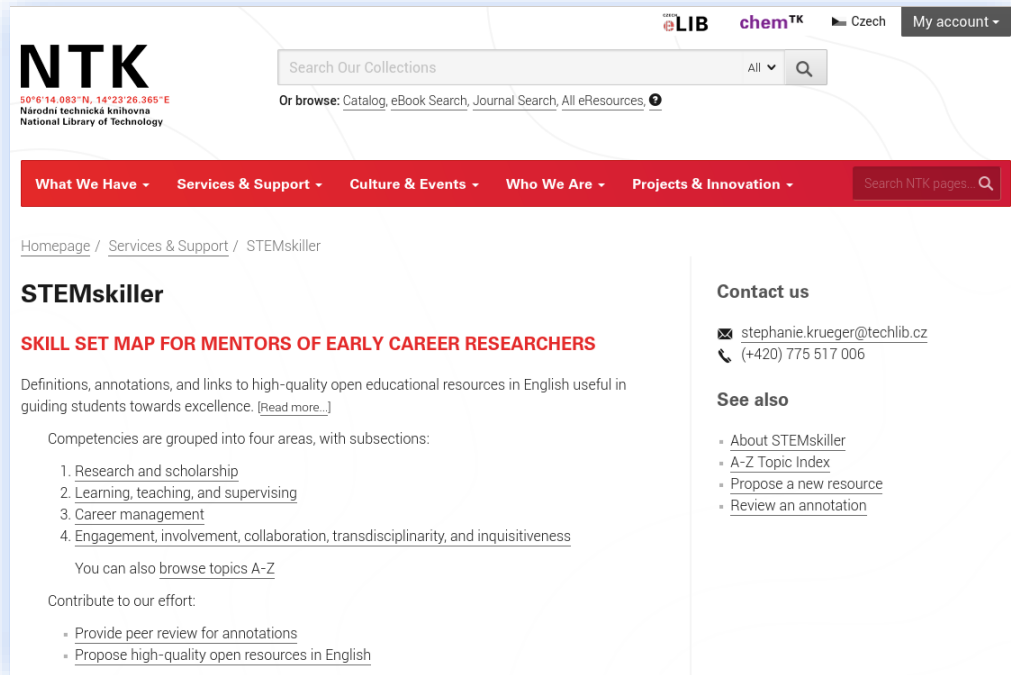 CZECH eLIB
chemTK
Czech
My account
NTK
50°6'14.083"N, 14°23'26.365"E
Národní technická knihovna
National Library of Technology
Search Our Collections
All
Or browse: Catalog, eBook Search, Journal Search, All eResources, ?
What We Have
Services & Support
Culture & Events
Who We Are
Projects & Innovation
Search NTK pages...
Homepage / Services & Support / STEMskiller
STEMskiller
SKILL SET MAP FOR MENTORS OF EARLY CAREER RESEARCHERS
Definitions, annotations, and links to high-quality open educational resources in English useful in
guiding students towards excellence. [Read more...]
Competencies are grouped into four areas, with subsections:
1. Research and scholarship
2. Learning, teaching, and supervising
3. Career management
4. Engagement, involvement, collaboration, transdisciplinarity, and inquisitiveness
You can also browse topics A-Z
Contribute to our effort:
Provide peer review for annotations
Propose high-quality open resources in English
Contact us
stephanie.krueger@techlib.cz
(+420) 775 517 006
See also
About STEMskiller
A-Z Topic Index
Propose a new resource
Review an annotation